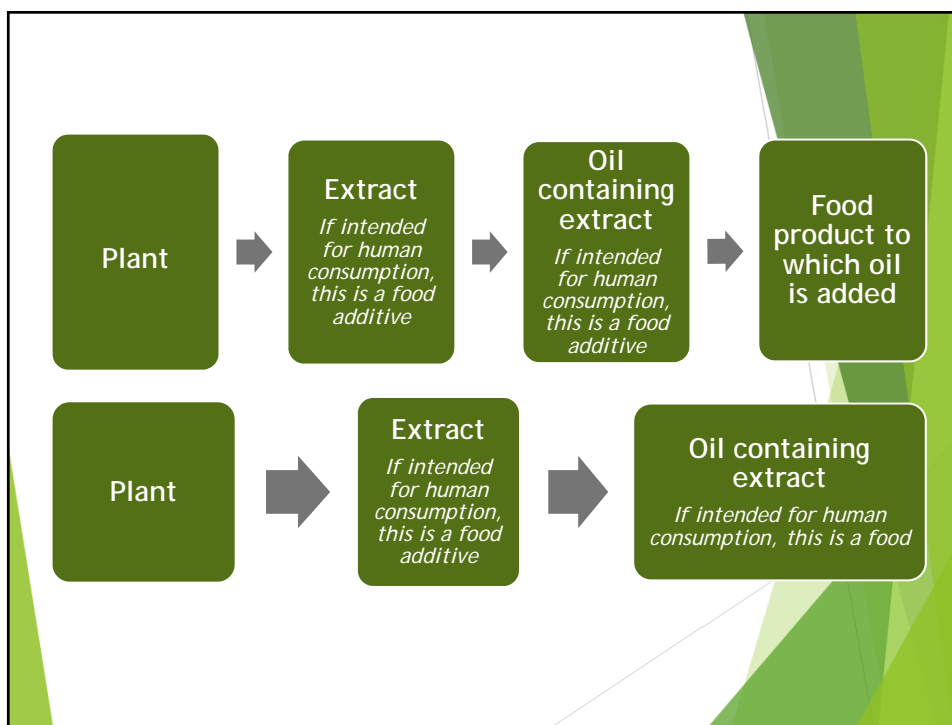 Plant
Extract
If intended
for human
consumption,
this is a food
additive
Oil
containing
extract
If intended
for human
consumption,
this is a food
additive
Food
product to
which oil
is added
Plant
Extract
If intended
for human
consumption,
this is a food
additive
Oil containing
extract
If intended for human
consumption, this is a food